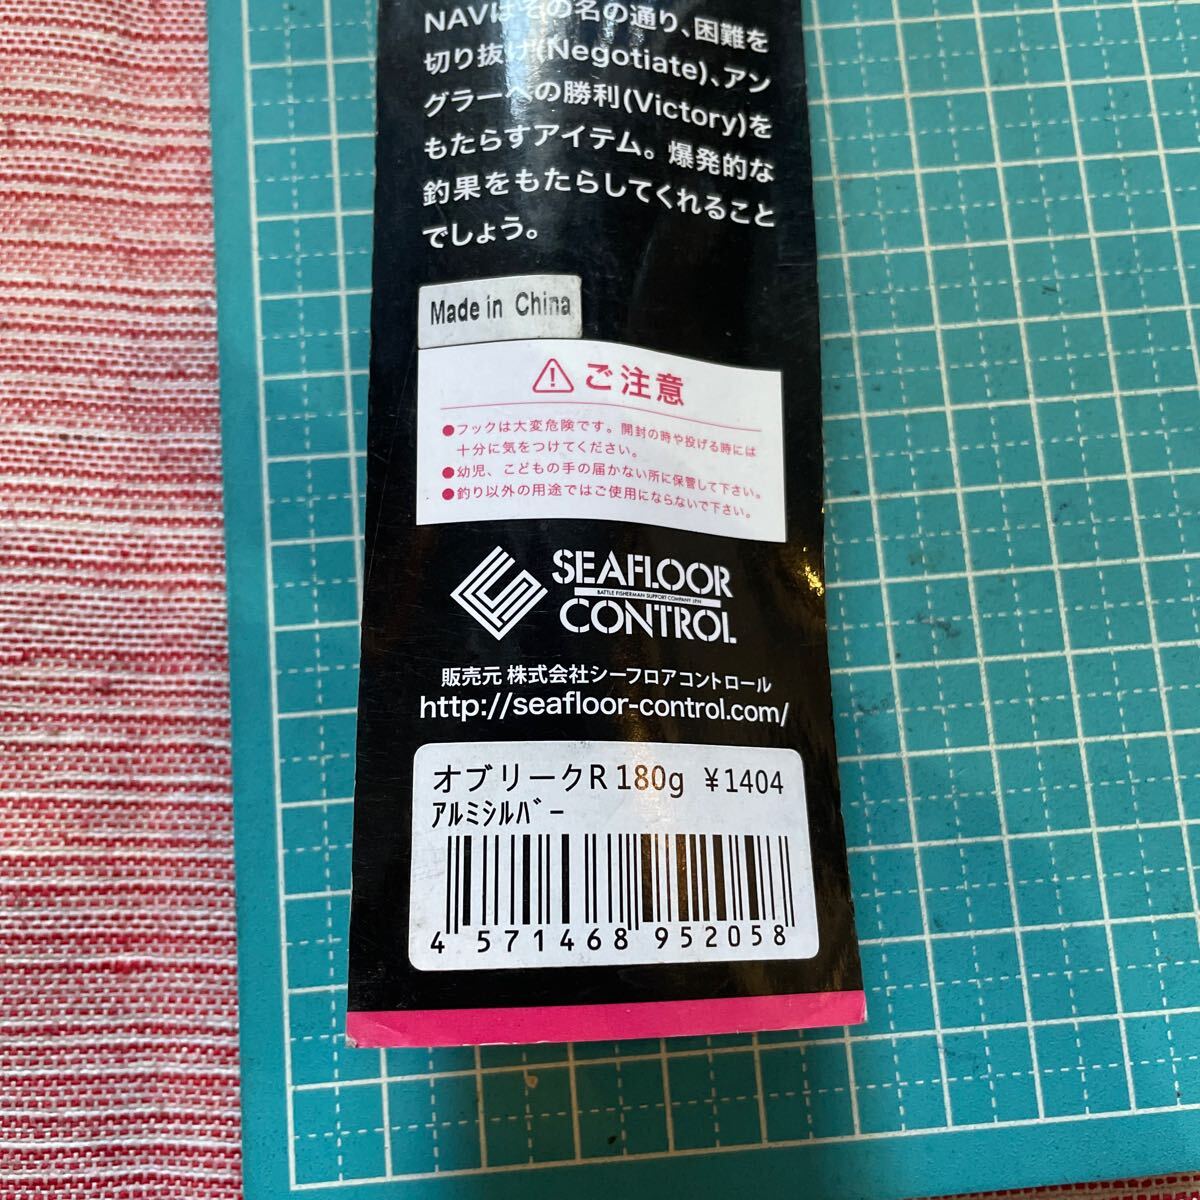 NAVはその名の通り、困難を
切り抜け(Negotiate)、アン
グラーへの勝利(Victory)を
もたらすアイテム。爆発的な
釣果をもたらしてくれること
でしょう。
Made in China
ご注意
●フックは大変危険です。開封の時や投げる時には
十分に気をつけてください。
●幼児、こどもの手の届かない所に保管して下さい。
●釣り以外の用途ではご使用にならないで下さい。
SEAFLOOR
BATTLE FISHERMAN SUPPORT COMPANY JPN
CONTROL
販売元 株式会社シーフロアコントロール
http://seafloor-control.com/
オブリークR 180g ¥1404
ｱﾙﾐｼﾙﾊﾞｰ
4 571468 952058